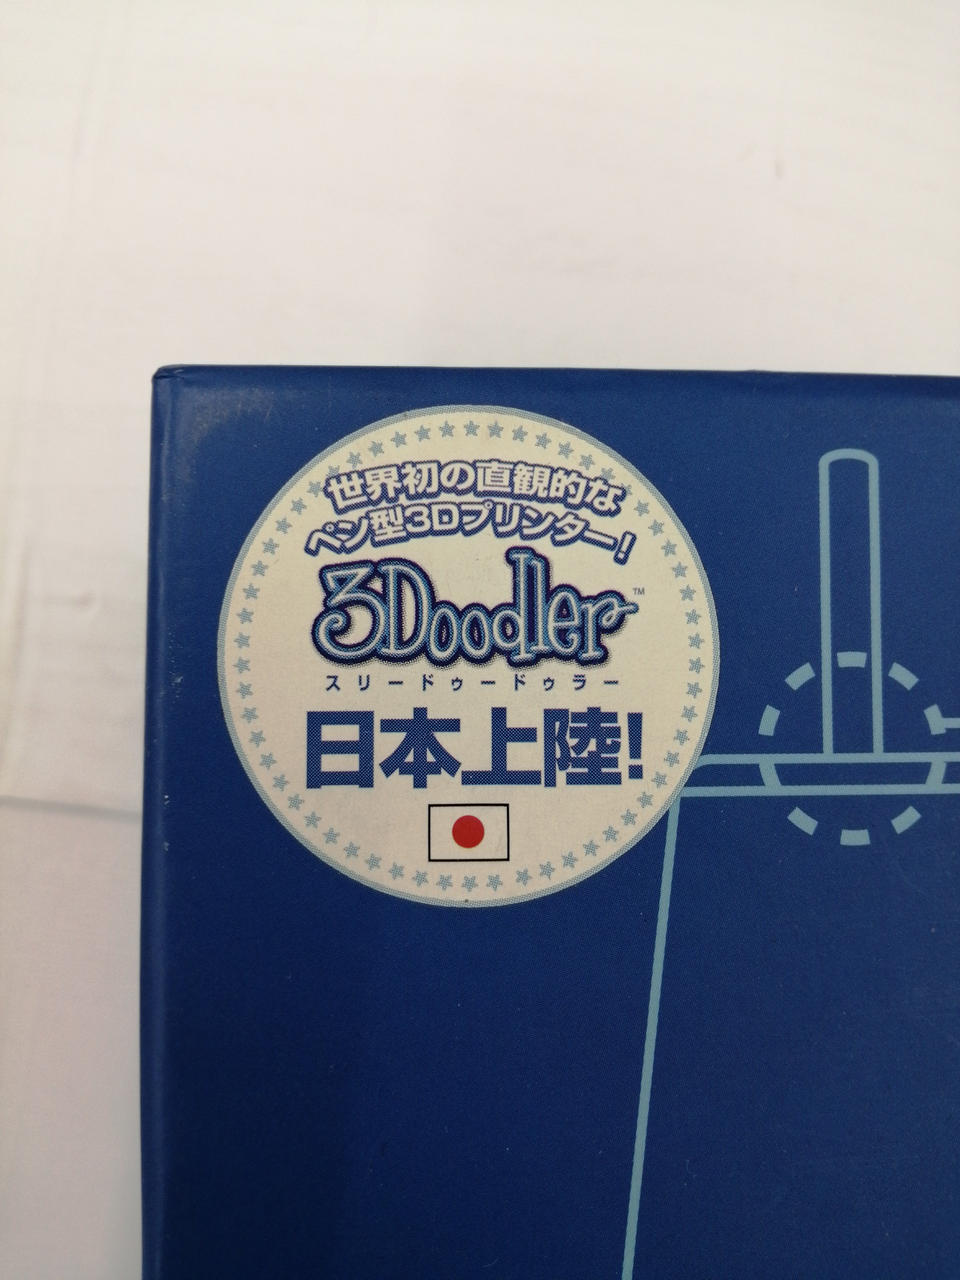 世界初の直観的な
ペン型3Dプリンター!
3Doodler™
スリードゥードゥラー
日本上陸!